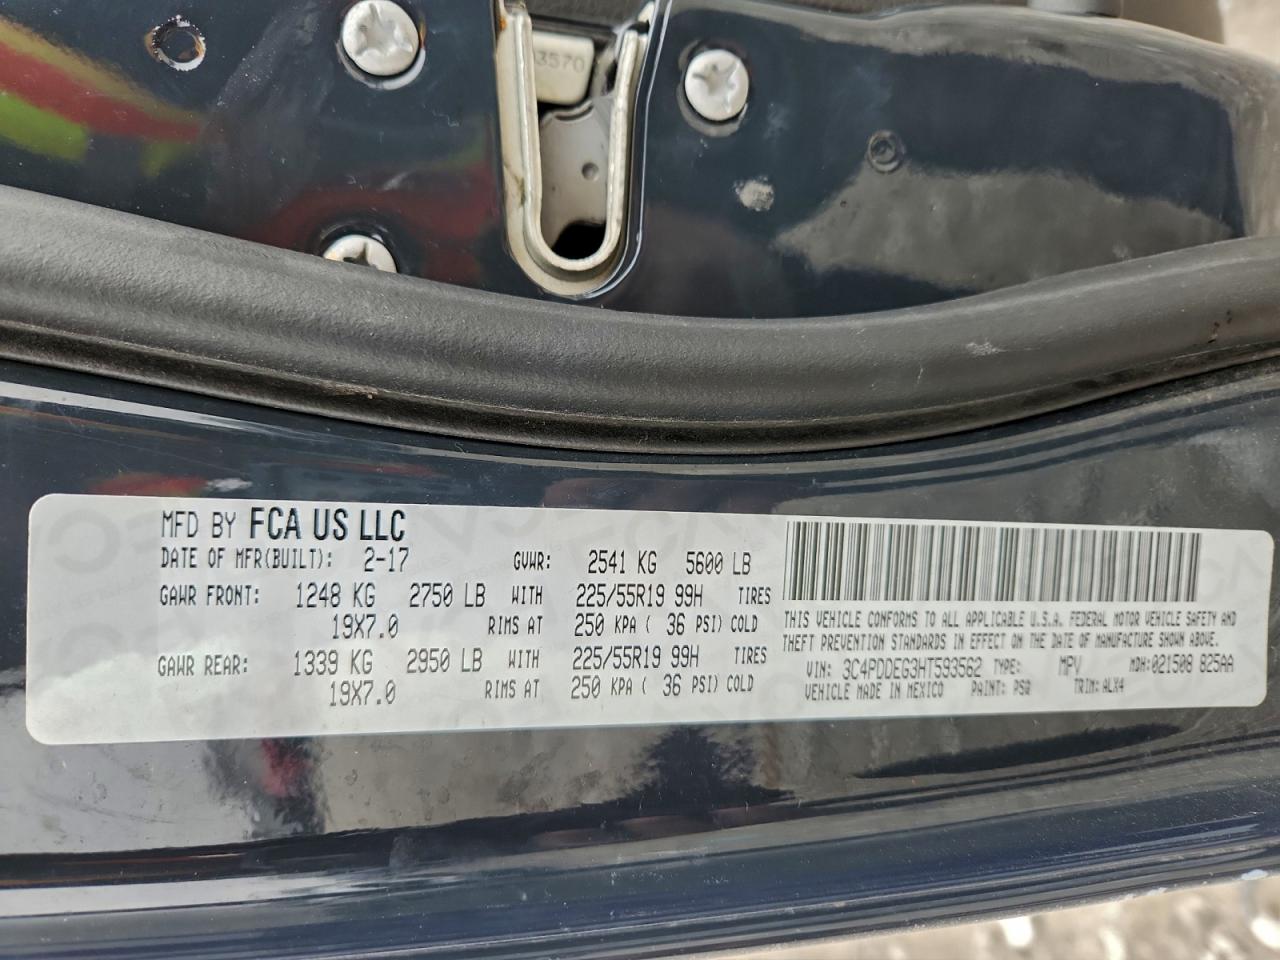 3570
MFD BY FCA US LLC
DATE OF MFR(BUILT): 2-17 GVWR: 2541 KG 5600 LB
GAWR FRONT: 1248 KG 2750 LB WITH 225/55R19 99H TIRES
19X7.0 RIMS AT 250 KPA ( 36 PSI) COLD
GAWR REAR: 1339 KG 2950 LB WITH 225/55R19 99H TIRES
19X7.0 RIMS AT 250 KPA ( 36 PSI) COLD
THIS VEHICLE CONFORMS TO ALL APPLICABLE U.S.A. FEDERAL MOTOR VEHICLE SAFETY AND
THEFT PREVENTION STANDARDS IN EFFECT ON THE DATE OF MANUFACTURE SHOWN ABOVE.
VIN: 3C4PDDEG3HT593562 TYPE: MPV MDH: 021508 825AA
VEHICLE MADE IN MEXICO PAINT: PSQ TRIM: ALX4